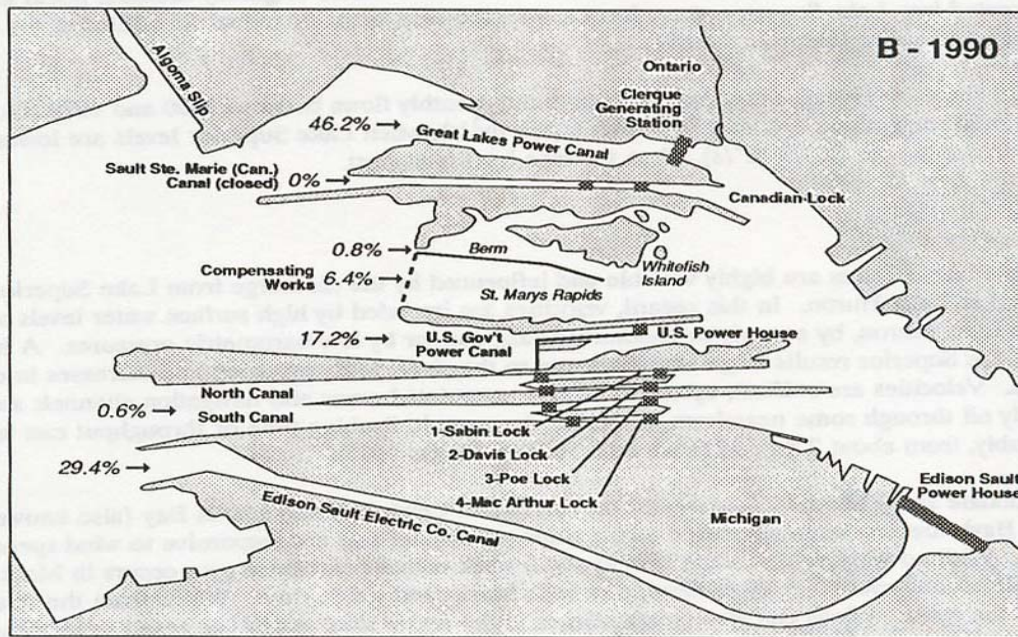 B - 1990
Algoma Slip
Ontario
Clerque
Generating
Station
46.2%
Great Lakes Power Canal
Sault Ste. Marie (Can.)
Canal (closed)
0%
Canadian Lock
0.8%
Berm
Compensating
Works
6.4%
Whitefish
Island
St. Marys Rapids
17.2%
U.S. Gov't
Power Canal
U.S. Power House
North Canal
0.6%
South Canal
1-Sabin Lock
2-Davis Lock
3-Poe Lock
4-Mac Arthur Lock
29.4%
Edison Sault Electric Co. Canal
Michigan
Edison Sault
Power House